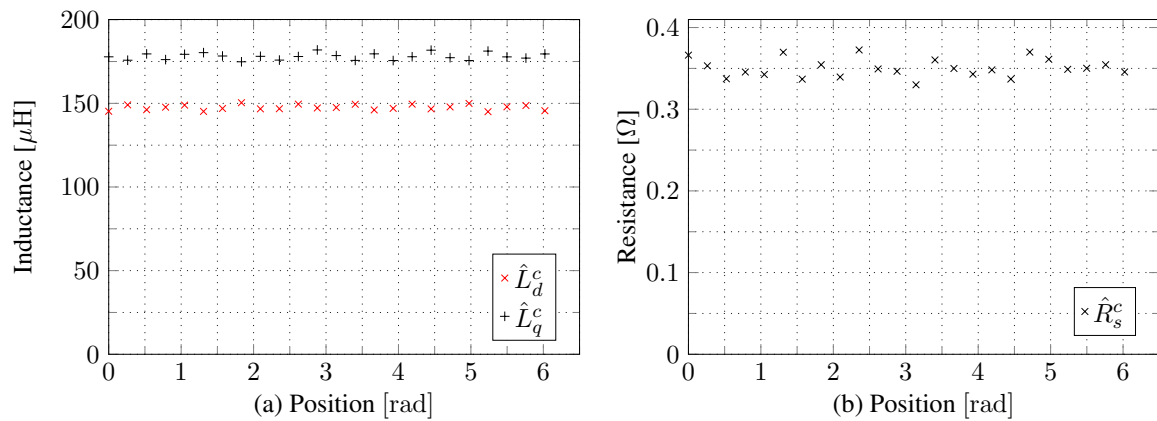 200
150
100
50
0
Inductance [μH]
0 1 2 3 4 5 6
L̂_d^c
L̂_q^c
(a) Position [rad]
0.4
0.3
0.2
0.1
0
Resistance [Ω]
0 1 2 3 4 5 6
R̂_s^c
(b) Position [rad]